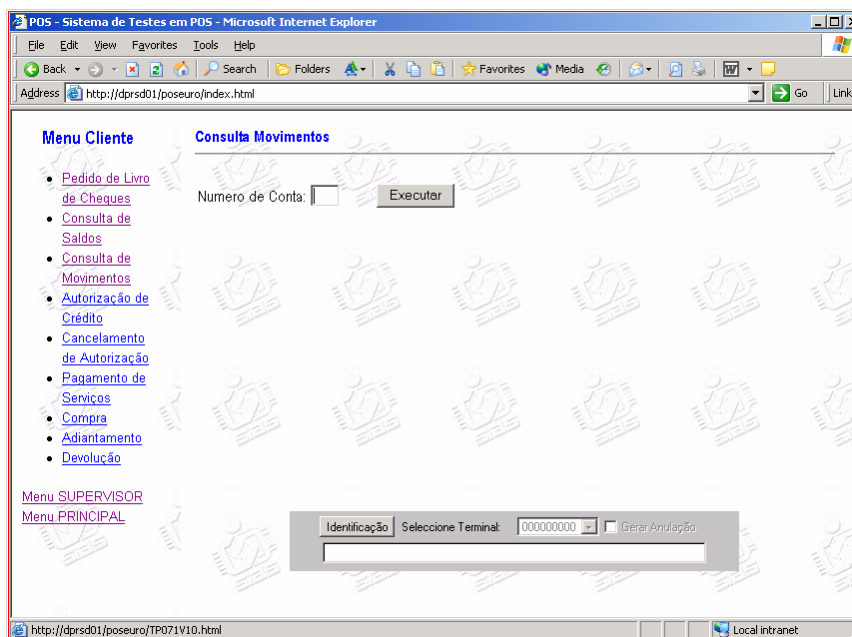 POS - Sistema de Testes em POS - Microsoft Internet Explorer
File Edit View Favorites Tools Help
Back Search Folders Favorites Media
Address http://dprsd01/poseuro/index.html Go Link
Menu Cliente
Pedido de Livro
de Cheques
Consulta de
Saldos
Consulta de
Movimentos
Autorização de
Crédito
Cancelamento
de Autorização
Pagamento de
Serviços
Compra
Adiantamento
Devolução
Menu SUPERVISOR
Menu PRINCIPAL
Consulta Movimentos
Numero de Conta: Executar
Identificação Seleccione Terminal: 000000000 Gerar Anulação
http://dprsd01/poseuro/TP071V10.html Local intranet